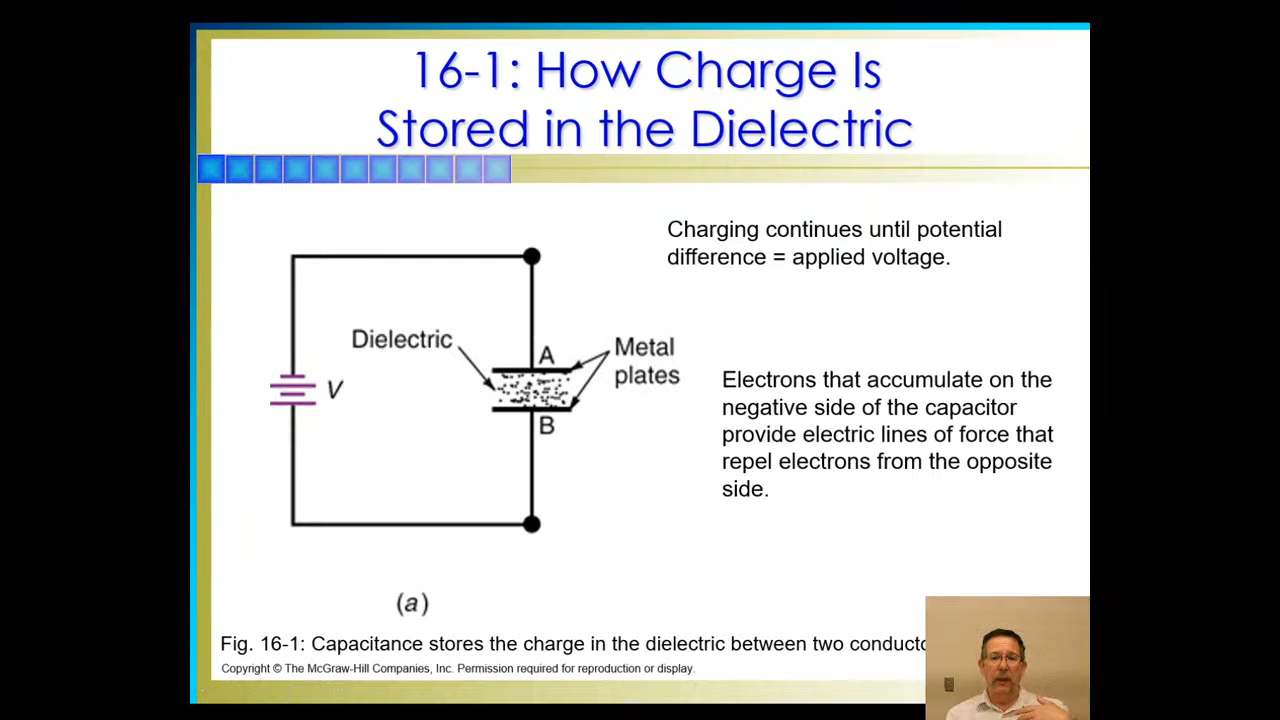 16-1: How Charge Is
Stored in the Dielectric
Charging continues until potential
difference = applied voltage.
Dielectric
A
Metal
plates
V
B
Electrons that accumulate on the
negative side of the capacitor
provide electric lines of force that
repel electrons from the opposite
side.
(a)
Fig. 16-1: Capacitance stores the charge in the dielectric between two
Copyright © The McGraw-Hill Companies, Inc. Permission required for reproduction or display.